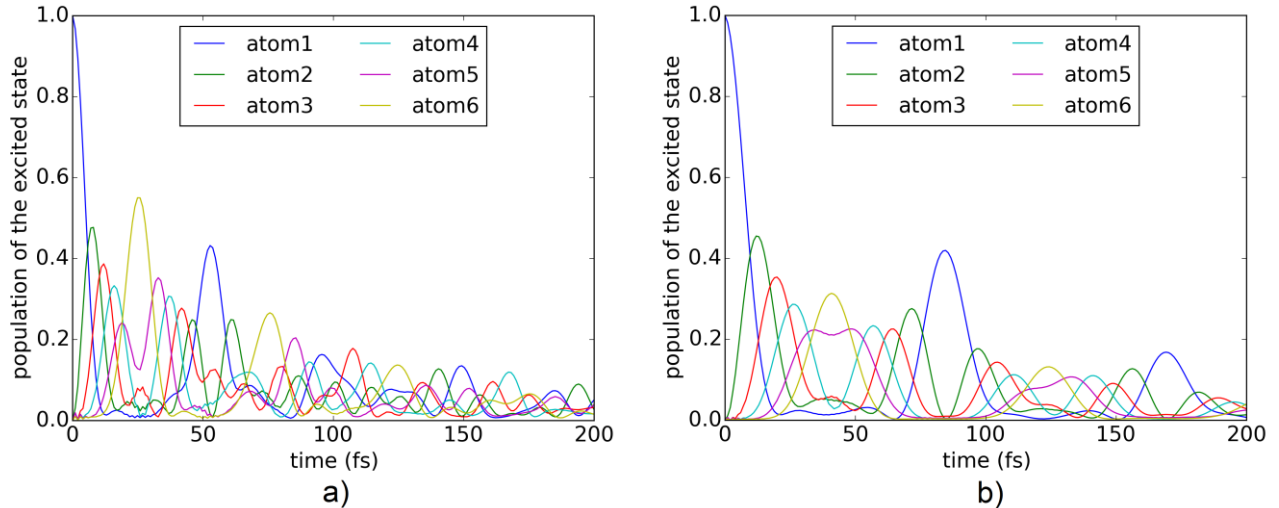 1.0
0.8
0.6
0.4
0.2
0.0
0
50
100
150
200
population of the excited state
time (fs)
atom1
atom2
atom3
atom4
atom5
atom6
a)
1.0
0.8
0.6
0.4
0.2
0.0
0
50
100
150
200
population of the excited state
time (fs)
atom1
atom2
atom3
atom4
atom5
atom6
b)